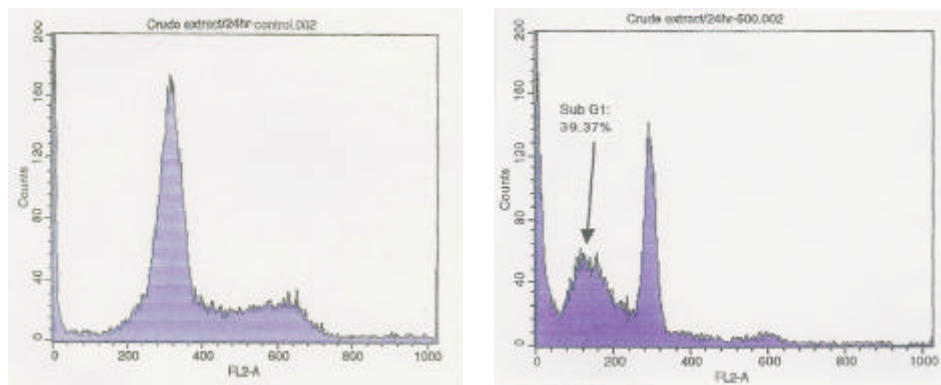 Crude extract/24hr-control.002
200
160
120
80
40
0
Counts
0 200 400 600 800 1000
FL2-A
Crude extract/24hr-500.002
200
160
120
80
40
0
Counts
Sub G1:
39.37%
0 200 400 600 800 1000
FL2-A